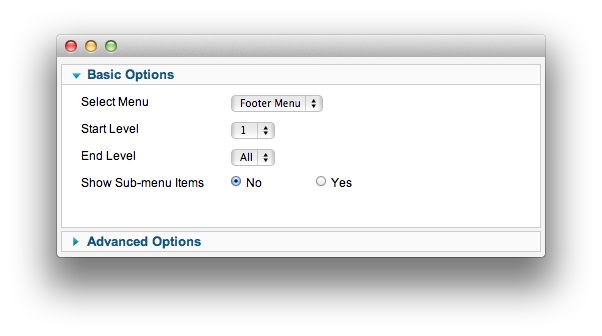 Basic Options
Select Menu Footer Menu
Start Level 1
End Level All
Show Sub-menu Items No Yes
Advanced Options